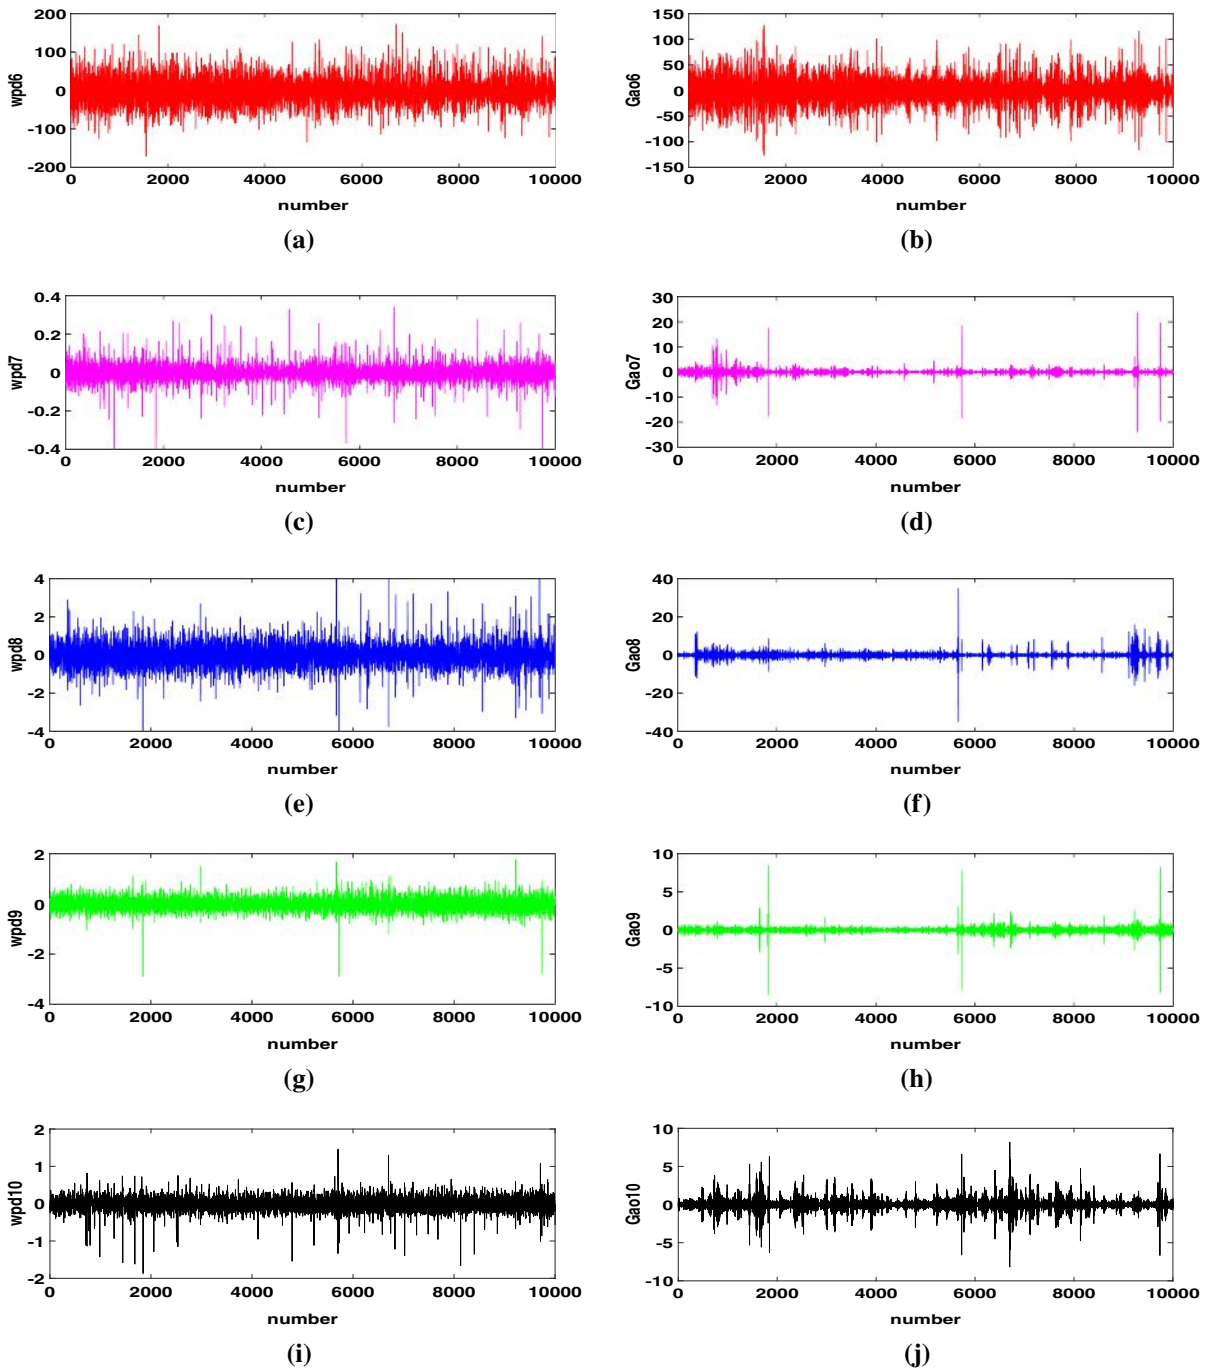 200
100
0
-100
-200
wpd6
0 2000 4000 6000 8000 10000
number
(a)
150
100
50
0
-50
-100
-150
Gao6
0 2000 4000 6000 8000 10000
number
(b)
0.4
0.2
0
-0.2
-0.4
wpd7
0 2000 4000 6000 8000 10000
number
(c)
30
20
10
0
-10
-20
-30
Gao7
0 2000 4000 6000 8000 10000
number
(d)
4
2
0
-2
-4
wpd8
0 2000 4000 6000 8000 10000
number
(e)
40
20
0
-20
-40
Gao8
0 2000 4000 6000 8000 10000
number
(f)
2
0
-2
-4
wpd9
0 2000 4000 6000 8000 10000
number
(g)
10
5
0
-5
-10
Gao9
0 2000 4000 6000 8000 10000
number
(h)
2
1
0
-1
-2
wpd10
0 2000 4000 6000 8000 10000
number
(i)
10
5
0
-5
-10
Gao10
0 2000 4000 6000 8000 10000
number
(j)